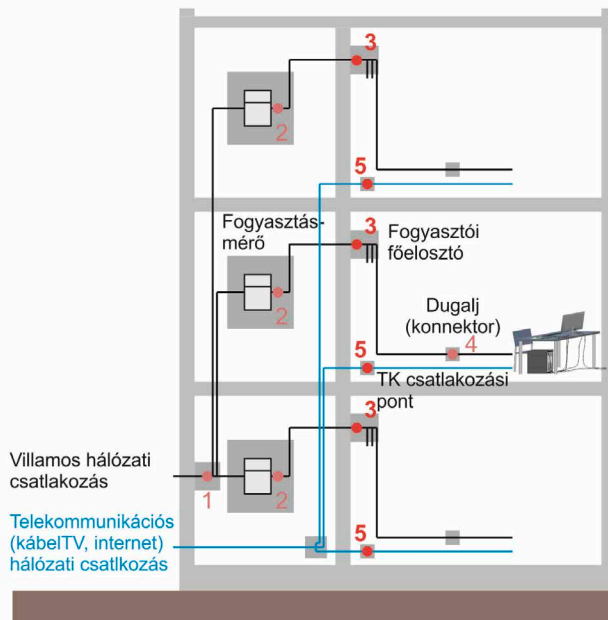 3
2
5
Fogyasztás-
mérő
3
Fogyasztói
főelosztó
2
Dugalj
(konnektor)
4
5
TK csatlakozási
pont
3
Villamos hálózati
csatlakozás
1
2
Telekommunikációs
(kábelTV, internet)
hálózati csatlkozás
5